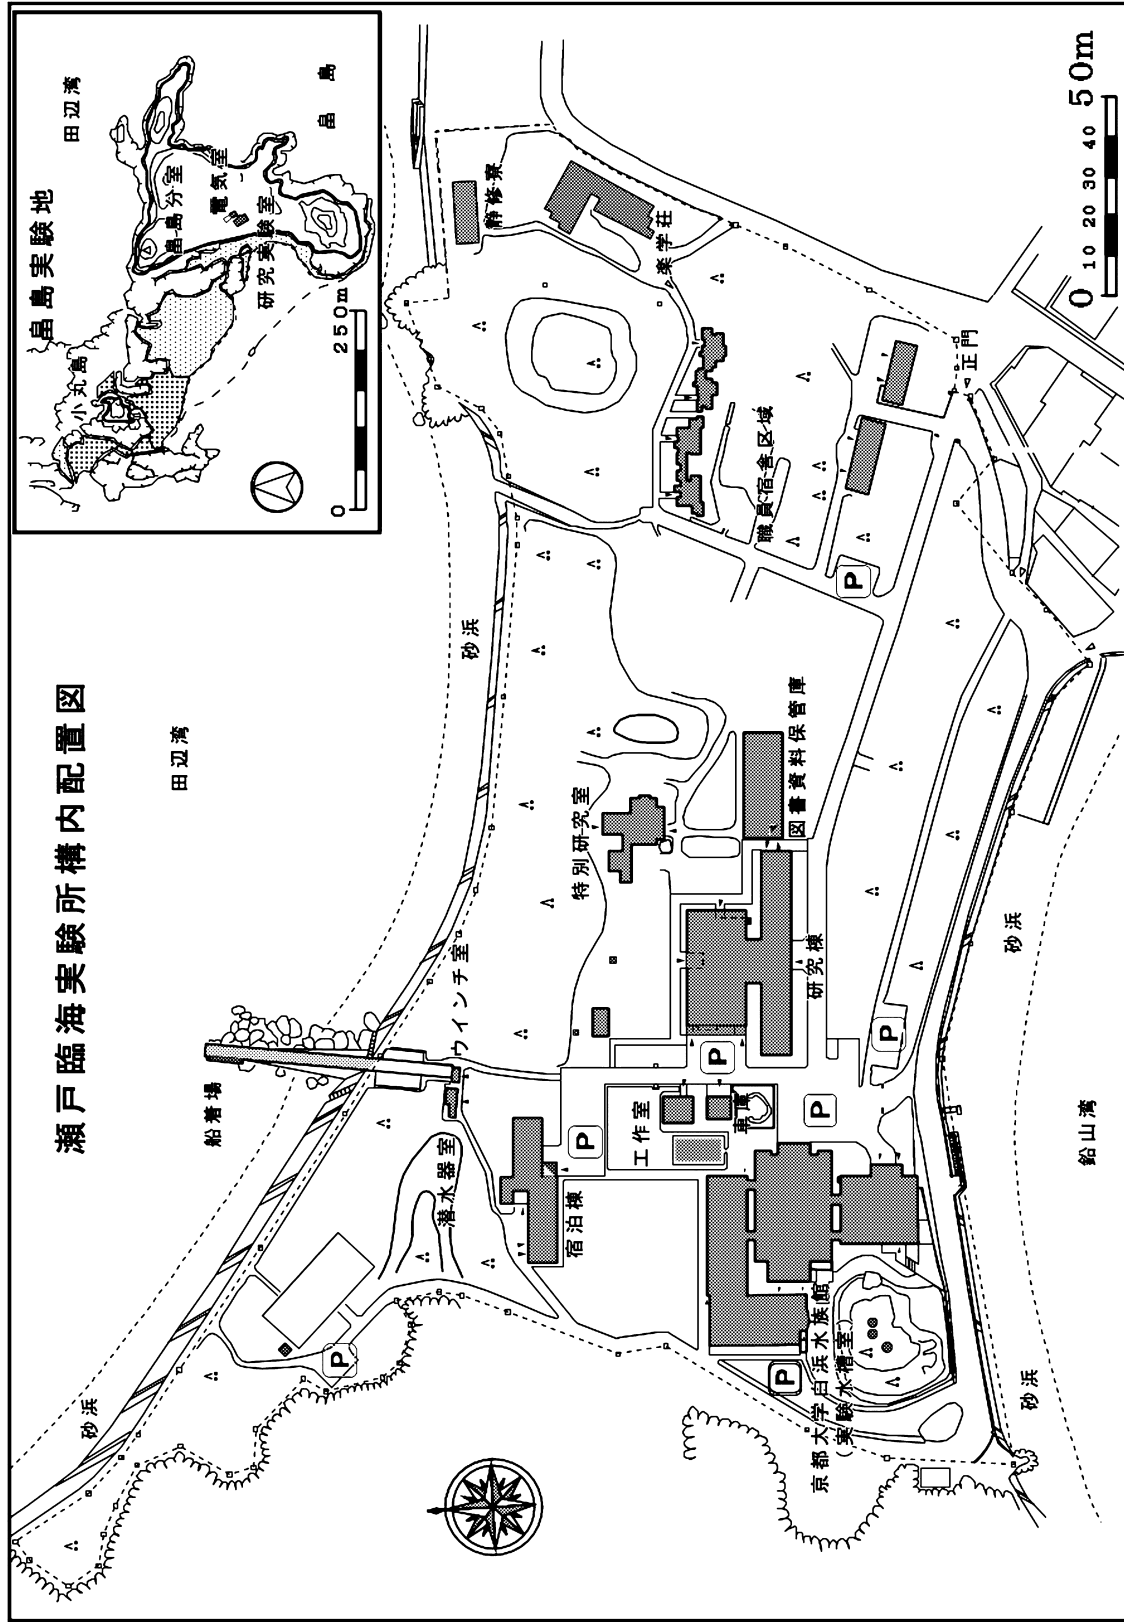 瀬戸臨海実験所構内配置図
田辺湾
砂浜
船着場
ウインチ室
潜水器室
宿泊棟
P
P
工作室
車庫
P
P
P
P
P
京都大学白浜水族館
(実験水槽室)
研究棟
特別研究室
図書資料保管庫
砂浜
砂浜
砂浜
鉛山湾
職員宿舎区域
楽学荘
静修寮
正門
0 10 20 30 40 50m
畠島実験地
田辺湾
小丸島
畠島分室
電気室
研究実験室
畠島
0 250m